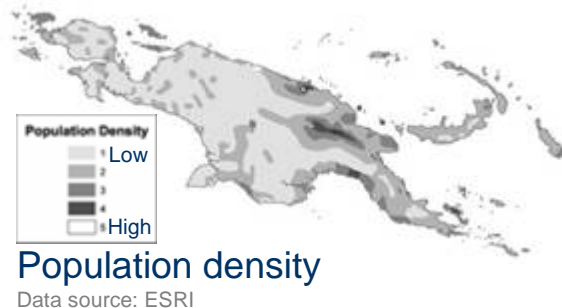 Population Density
1 Low
2
3
4
5 High
Population density
Data source: ESRI